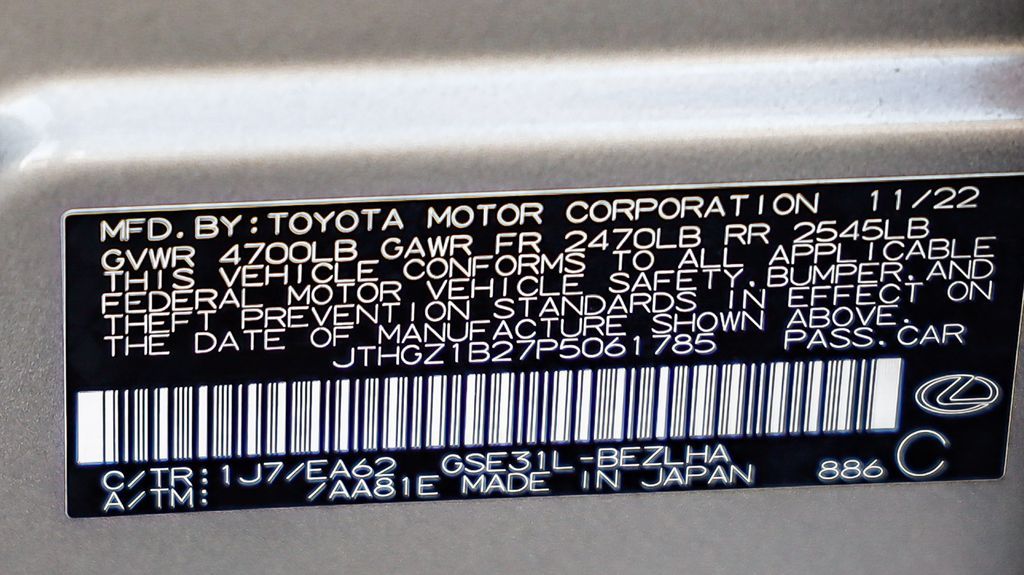 MFD. BY: TOYOTA MOTOR CORPORATION 11/22
GVWR 4700LB GAWR FR 2470LB RR 2545LB
THIS VEHICLE CONFORMS TO ALL APPLICABLE
FEDERAL MOTOR VEHICLE SAFETY, BUMPER, AND
THEFT PREVENTION STANDARDS IN EFFECT ON
THE DATE OF MANUFACTURE SHOWN ABOVE.
JTHGZ1B27P5061785 PASS. CAR
C/TR: 1J7/EA62 GSE31L-BEZLHA
A/TM: /AA81E MADE IN JAPAN 886 C